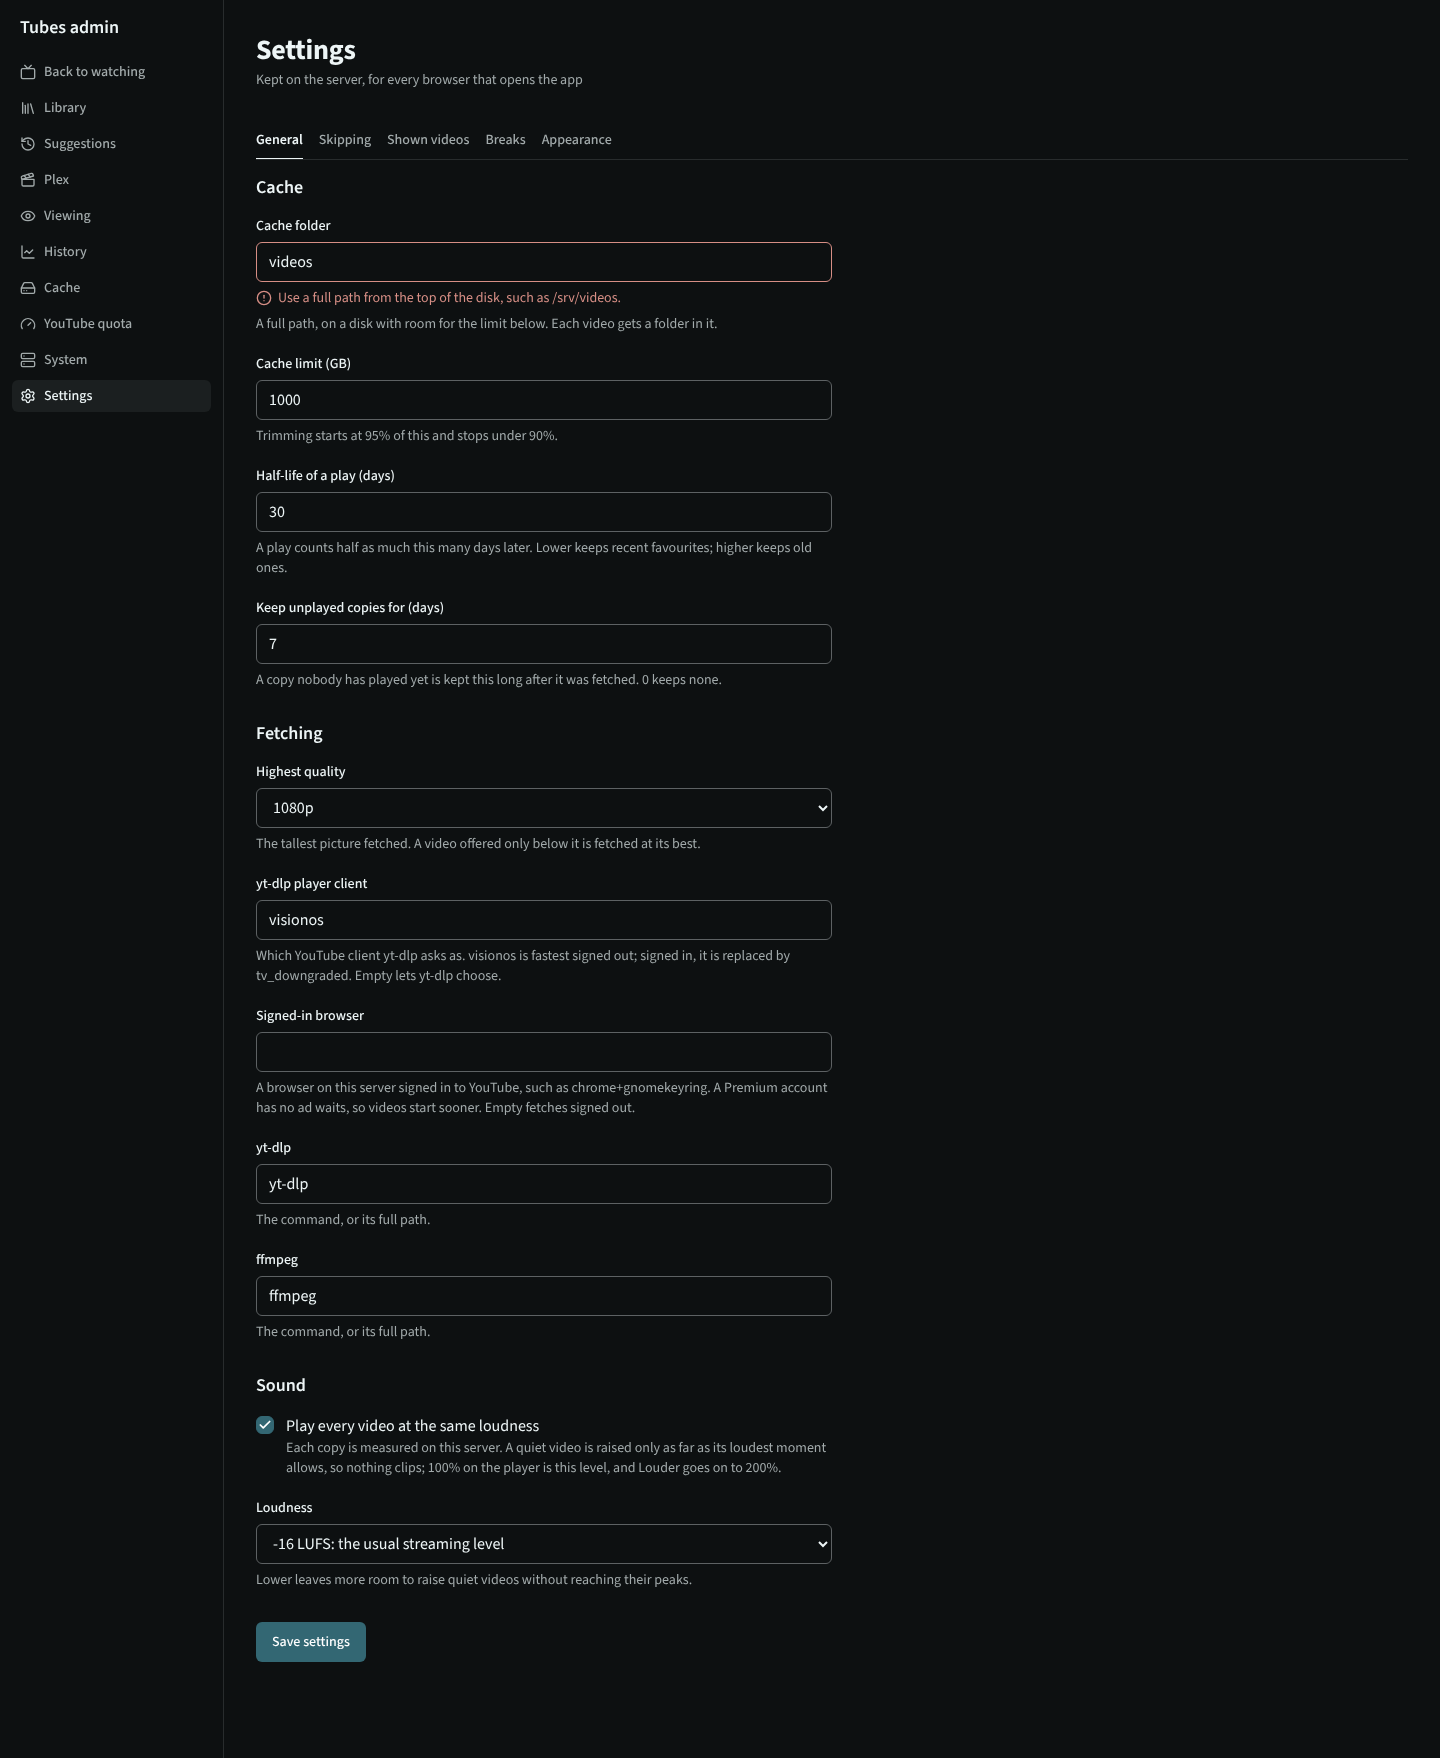 Tubes admin
Back to watching
Library
Suggestions
Plex
Viewing
History
Cache
YouTube quota
System
Settings
Settings
Kept on the server, for every browser that opens the app
General
Skipping
Shown videos
Breaks
Appearance
Cache
Cache folder
videos
Use a full path from the top of the disk, such as /srv/videos.
A full path, on a disk with room for the limit below. Each video gets a folder in it.
Cache limit (GB)
1000
Trimming starts at 95% of this and stops under 90%.
Half-life of a play (days)
30
A play counts half as much this many days later. Lower keeps recent favourites; higher keeps old
ones.
Keep unplayed copies for (days)
7
A copy nobody has played yet is kept this long after it was fetched. 0 keeps none.
Fetching
Highest quality
1080p
The tallest picture fetched. A video offered only below it is fetched at its best.
yt-dlp player client
visionos
Which YouTube client yt-dlp asks as. visionos is fastest signed out; signed in, it is replaced by
tv_downgraded. Empty lets yt-dlp choose.
Signed-in browser
A browser on this server signed in to YouTube, such as chrome+gnomekeyring. A Premium account
has no ad waits, so videos start sooner. Empty fetches signed out.
yt-dlp
yt-dlp
The command, or its full path.
ffmpeg
ffmpeg
The command, or its full path.
Sound
Play every video at the same loudness
Each copy is measured on this server. A quiet video is raised only as far as its loudest moment
allows, so nothing clips; 100% on the player is this level, and Louder goes on to 200%.
Loudness
-16 LUFS: the usual streaming level
Lower leaves more room to raise quiet videos without reaching their peaks.
Save settings